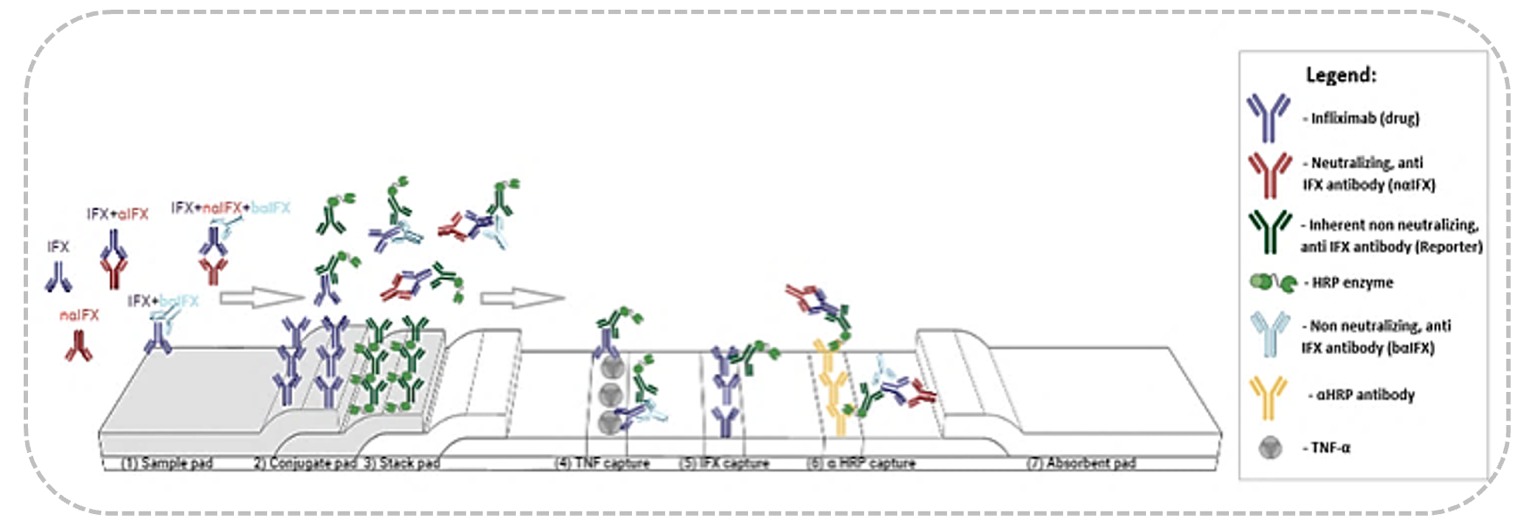 IFX
IFX+αIFX
IFX+nαIFX+bαIFX
nαIFX
IFX+bαIFX
(1) Sample pad
2) Conjugate pad
3) Stack pad
(4) TNF capture
(5) IFX capture
(6) α HRP capture
(7) Absorbent pad
Legend:
- Infliximab (drug)
- Neutralizing, anti
IFX antibody (nαIFX)
- Inherent non neutralizing,
anti IFX antibody (Reporter)
- HRP enzyme
- Non neutralizing, anti
IFX antibody (bαIFX)
- αHRP antibody
- TNF-α